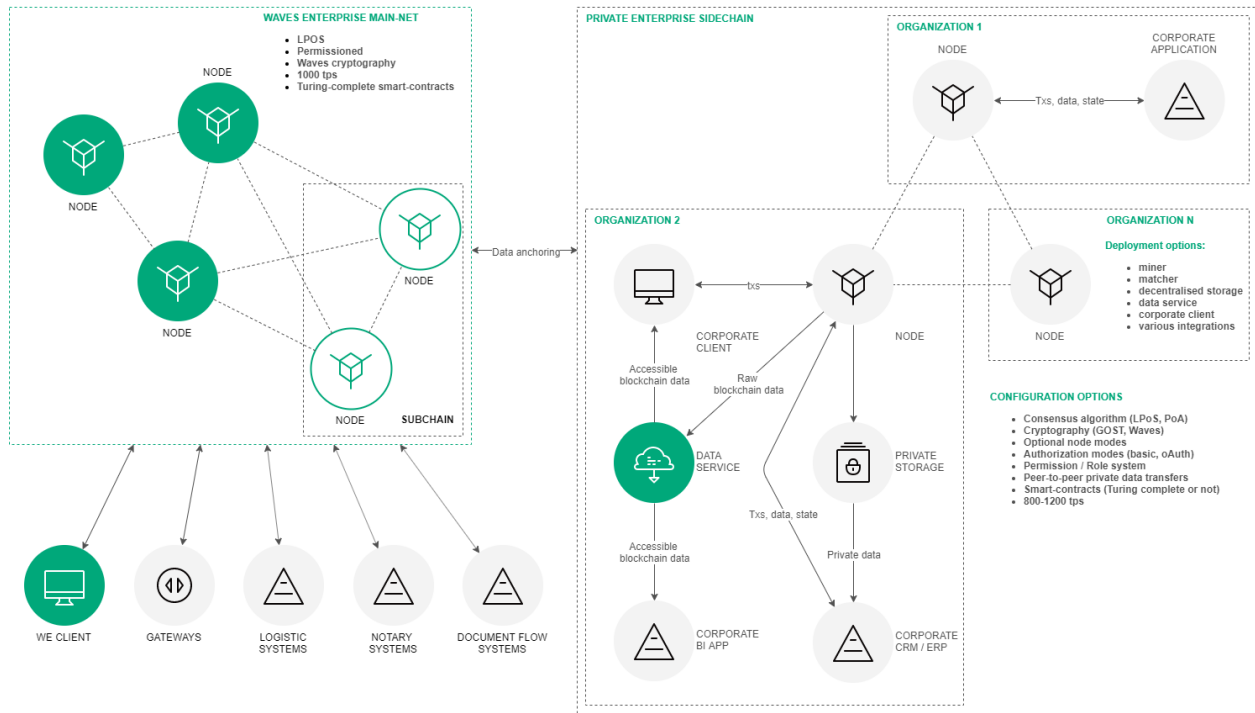 WAVES ENTERPRISE MAIN-NET
LPOS
Permissioned
Waves cryptography
1000 tps
Turing-complete smart-contracts
NODE
NODE
NODE
NODE
NODE
SUBCHAIN
Data anchoring
WE CLIENT
GATEWAYS
LOGISTIC
SYSTEMS
NOTARY
SYSTEMS
DOCUMENT FLOW
SYSTEMS
PRIVATE ENTERPRISE SIDECHAIN
ORGANIZATION 1
NODE
CORPORATE
APPLICATION
Txs, data, state
ORGANIZATION 2
txs
CORPORATE
CLIENT
NODE
Accessible
blockchain data
Raw
blockchain data
DATA
SERVICE
PRIVATE
STORAGE
Txs, data, state
Accessible
blockchain data
Private data
CORPORATE
BI APP
CORPORATE
CRM / ERP
ORGANIZATION N
Deployment options:
miner
matcher
decentralised storage
data service
corporate client
various integrations
NODE
CONFIGURATION OPTIONS
Consensus algorithm (LPoS, PoA)
Cryptography (GOST, Waves)
Optional node modes
Authorization modes (basic, oAuth)
Permission / Role system
Peer-to-peer private data transfers
Smart-contracts (Turing complete or not)
800-1200 tps